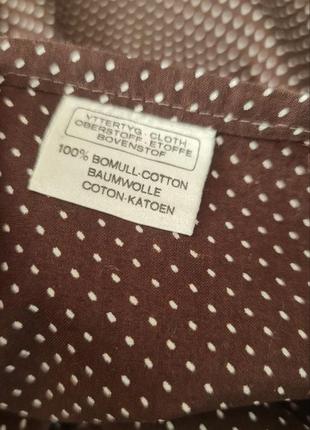 YTTERTYG·CLOTH
OBERSTOFF·ETOFFE
BOVENSTOF
100% BOMULL·COTTON
BAUMWOLLE
COTON·KATOEN